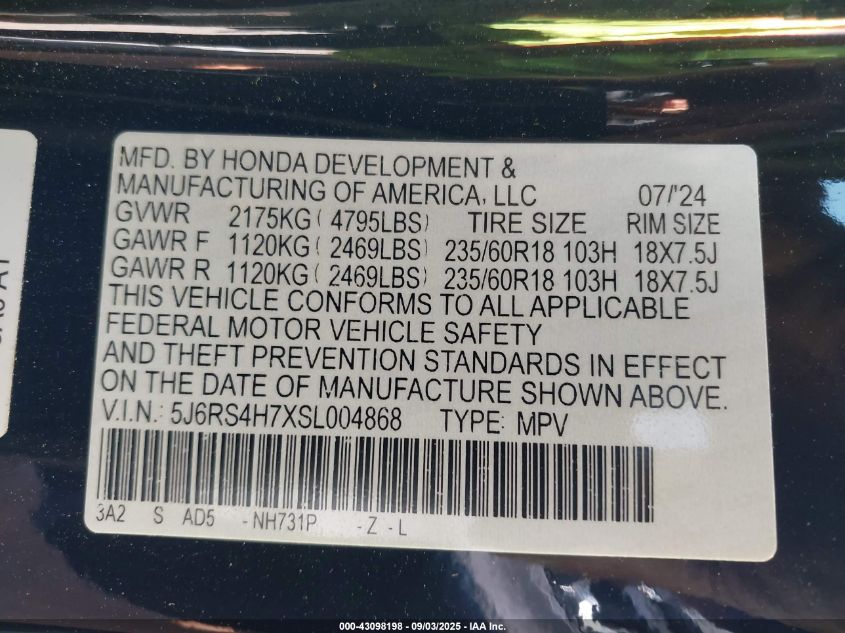 MFD. BY HONDA DEVELOPMENT &
MANUFACTURING OF AMERICA, LLC 07/'24
GVWR 2175KG ( 4795LBS) TIRE SIZE RIM SIZE
GAWR F 1120KG ( 2469LBS) 235/60R18 103H 18X7.5J
GAWR R 1120KG ( 2469LBS) 235/60R18 103H 18X7.5J
THIS VEHICLE CONFORMS TO ALL APPLICABLE
FEDERAL MOTOR VEHICLE SAFETY
AND THEFT PREVENTION STANDARDS IN EFFECT
ON THE DATE OF MANUFACTURE SHOWN ABOVE.
V.I.N.: 5J6RS4H7XSL004868 TYPE: MPV
3A2 S AD5 - NH731P - Z - L
000-43098198 - 09/03/2025 - IAA Inc.